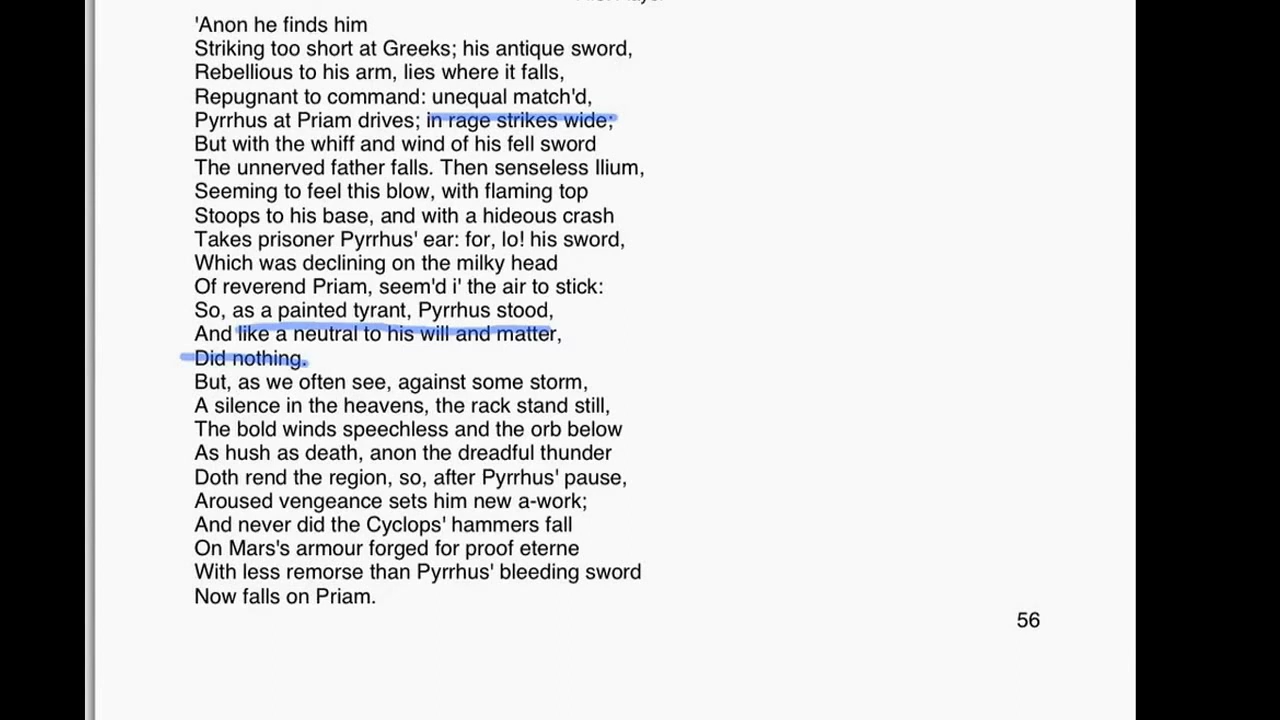 'Anon he finds him
Striking too short at Greeks; his antique sword,
Rebellious to his arm, lies where it falls,
Repugnant to command: unequal match'd,
Pyrrhus at Priam drives; in rage strikes wide;
But with the whiff and wind of his fell sword
The unnerved father falls. Then senseless Ilium,
Seeming to feel this blow, with flaming top
Stoops to his base, and with a hideous crash
Takes prisoner Pyrrhus' ear: for, lo! his sword,
Which was declining on the milky head
Of reverend Priam, seem'd i' the air to stick:
So, as a painted tyrant, Pyrrhus stood,
And like a neutral to his will and matter,
Did nothing.
But, as we often see, against some storm,
A silence in the heavens, the rack stand still,
The bold winds speechless and the orb below
As hush as death, anon the dreadful thunder
Doth rend the region, so, after Pyrrhus' pause,
Aroused vengeance sets him new a-work;
And never did the Cyclops' hammers fall
On Mars's armour forged for proof eterne
With less remorse than Pyrrhus' bleeding sword
Now falls on Priam.
56